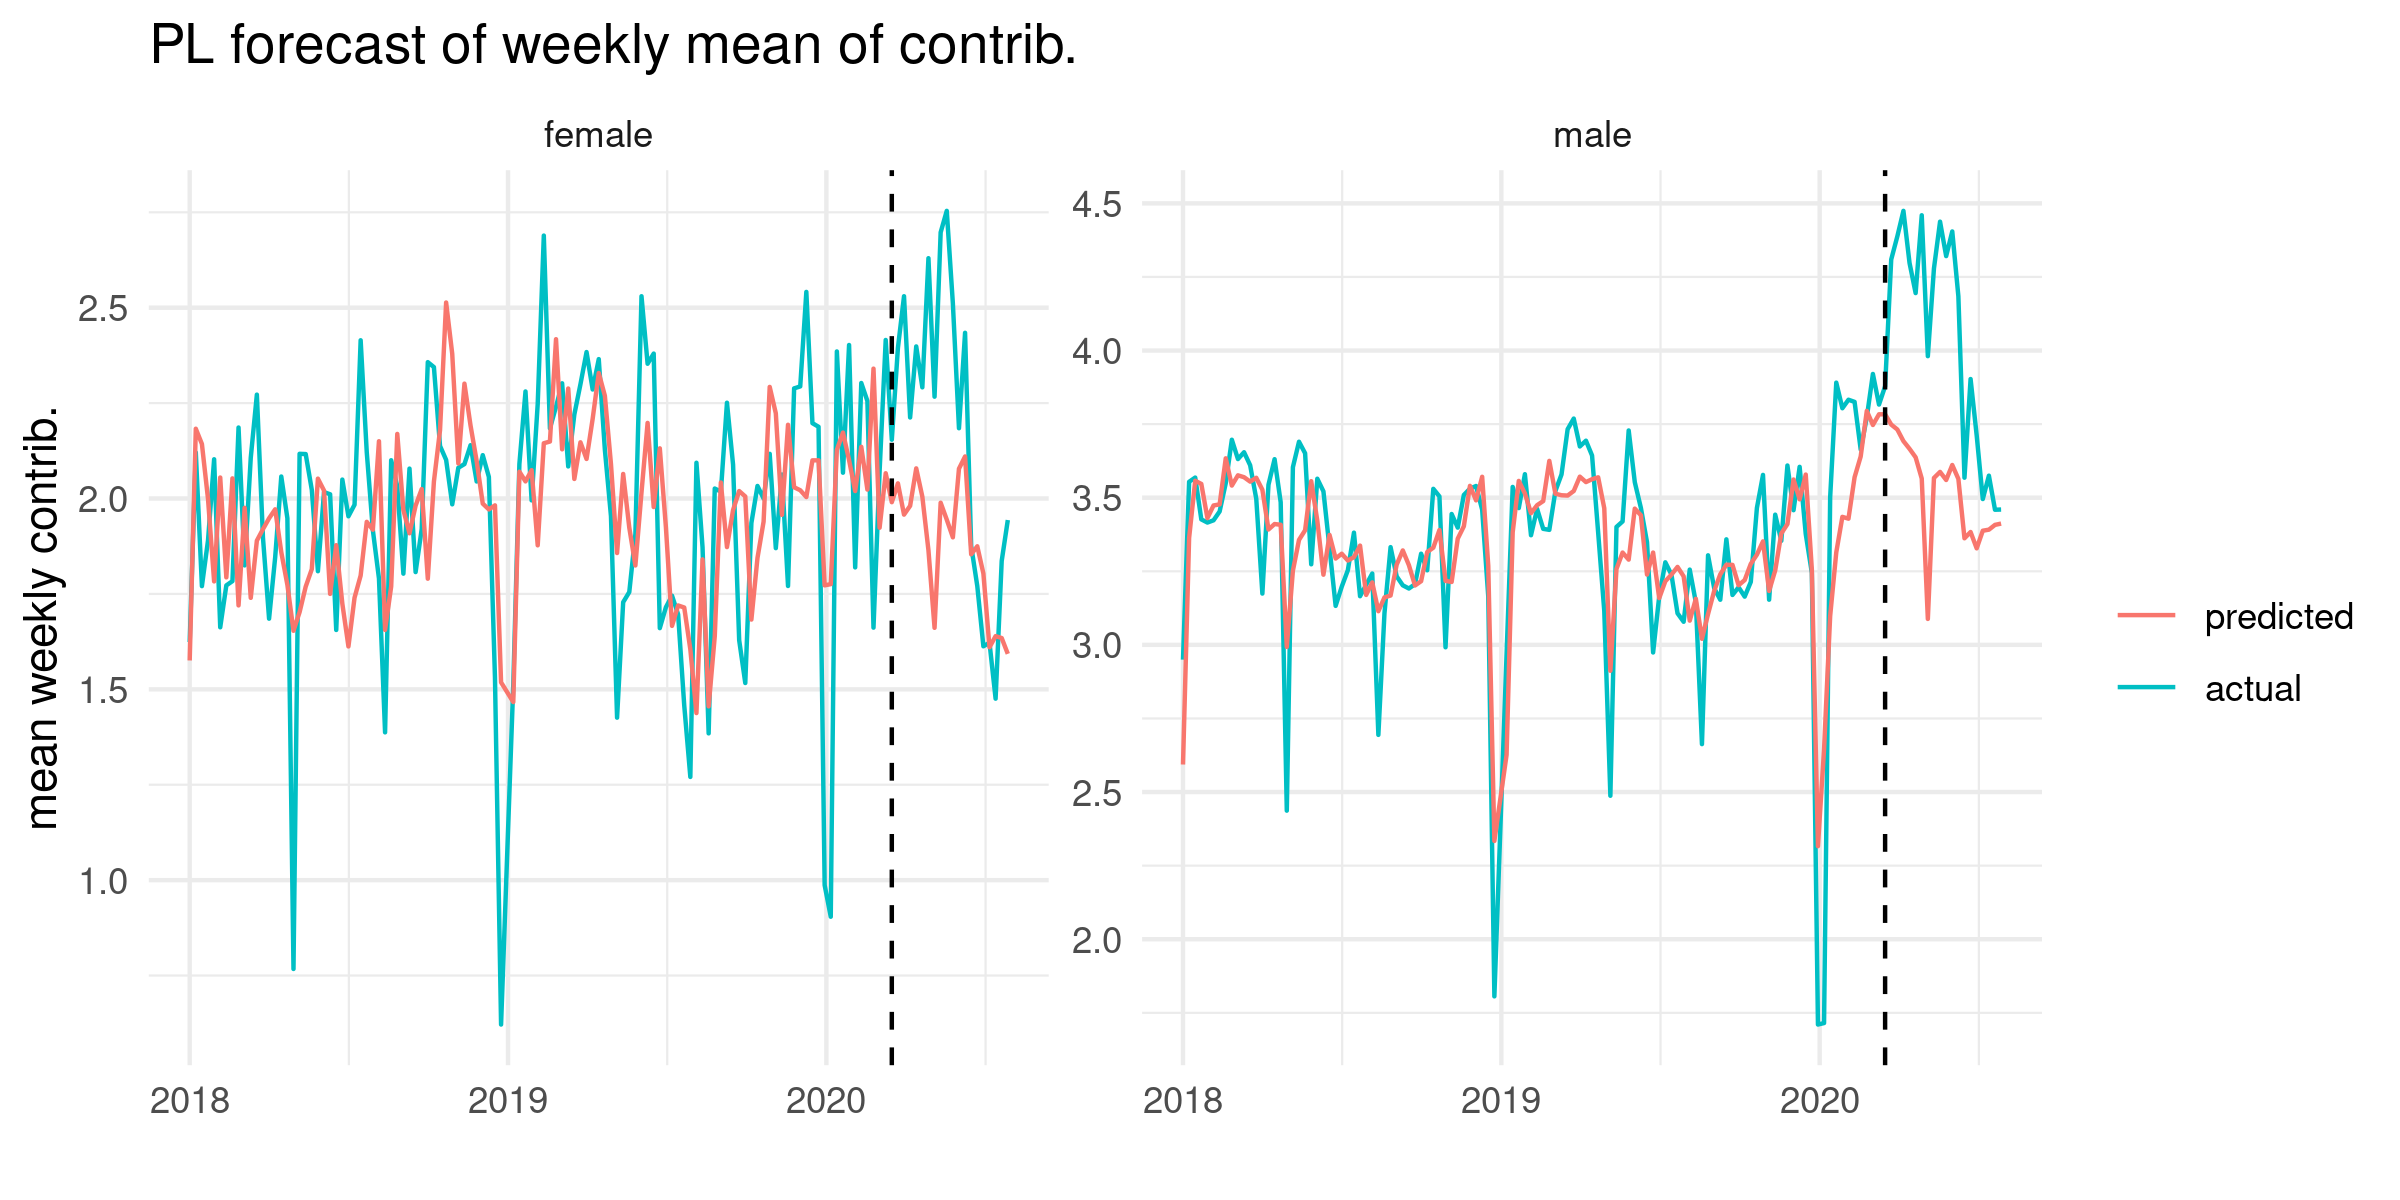 PL forecast of weekly mean of contrib.
female
male
mean weekly contrib.
2.5
2.0
1.5
1.0
2018
2019
2020
4.5
4.0
3.5
3.0
2.5
2.0
2018
2019
2020
predicted
actual